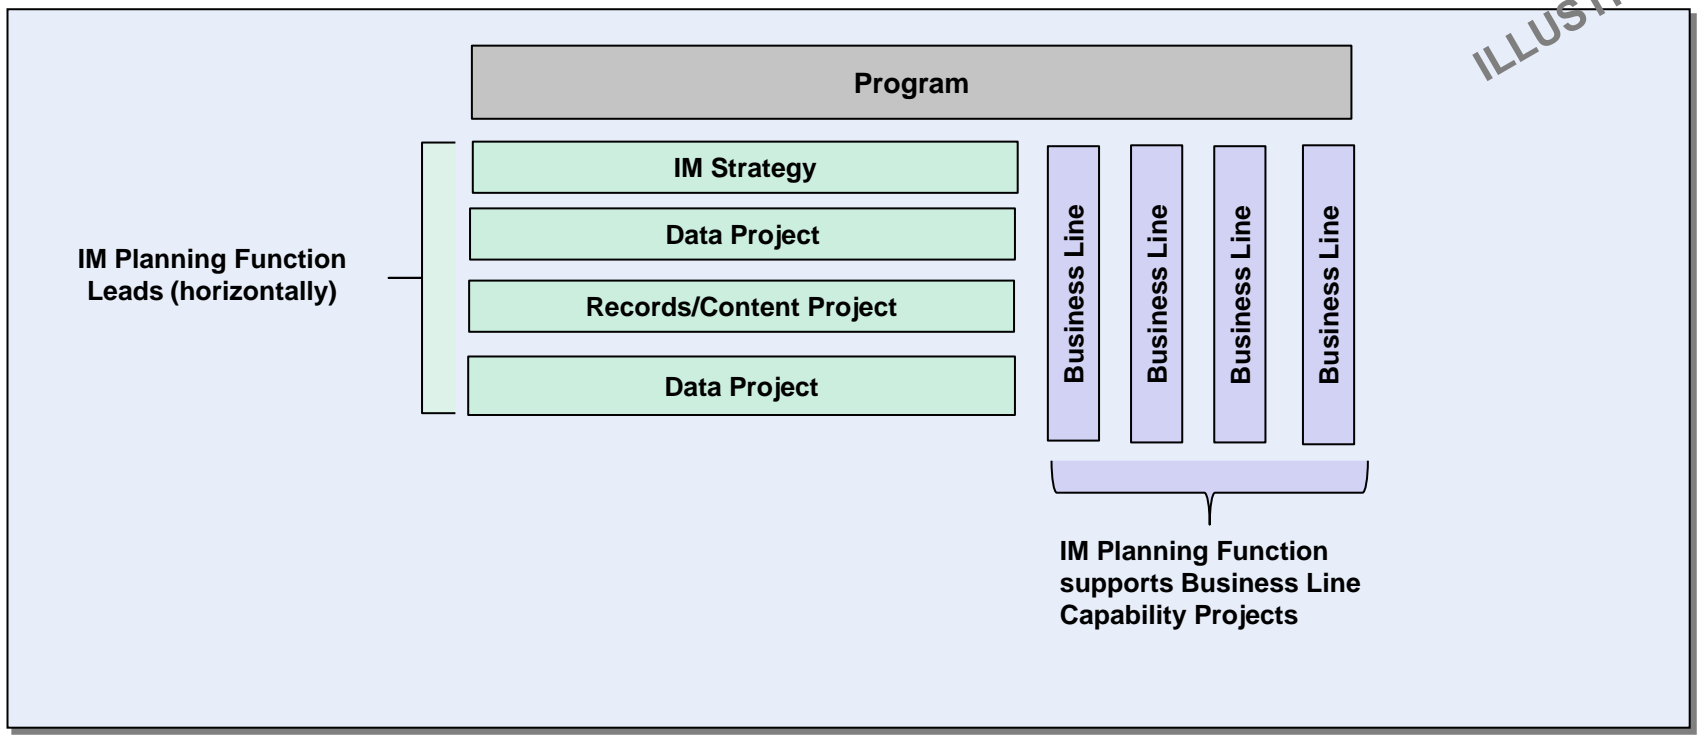 Program
IM Strategy
Data Project
Records/Content Project
Data Project
IM Planning Function
Leads (horizontally)
Business Line
Business Line
Business Line
Business Line
IM Planning Function
supports Business Line
Capability Projects